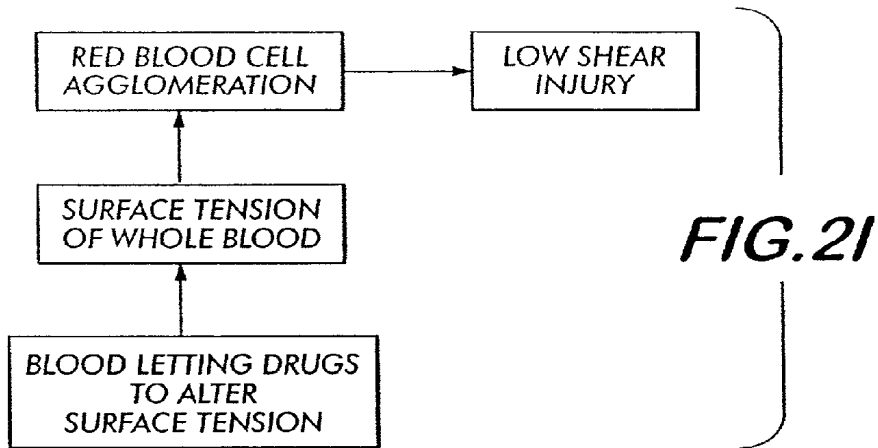 RED BLOOD CELL
AGGLOMERATION
LOW SHEAR
INJURY
SURFACE TENSION
OF WHOLE BLOOD
FIG.2I
BLOOD LETTING DRUGS
TO ALTER
SURFACE TENSION